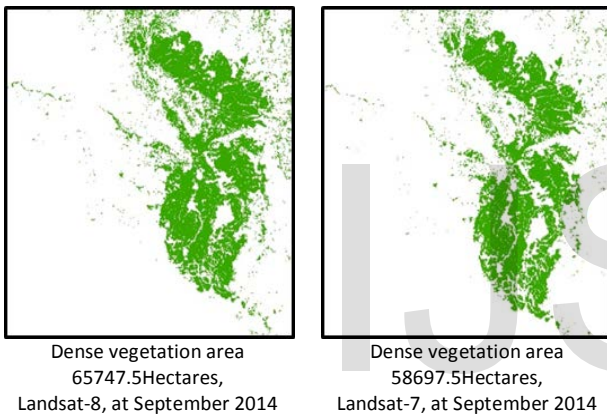 Dense vegetation area
65747.5Hectares,
Landsat-8, at September 2014
Dense vegetation area
58697.5Hectares,
Landsat-7, at September 2014
IJS